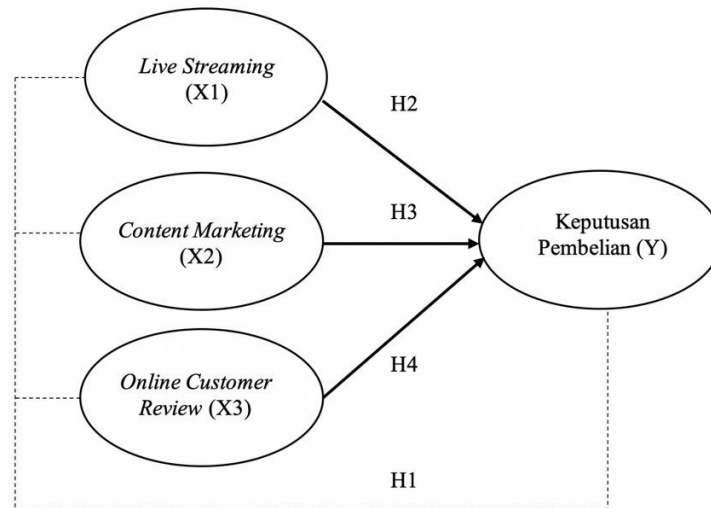 Live Streaming
(X1)
H2
Content Marketing
(X2)
H3
Keputusan
Pembelian (Y)
Online Customer
Review (X3)
H4
H1